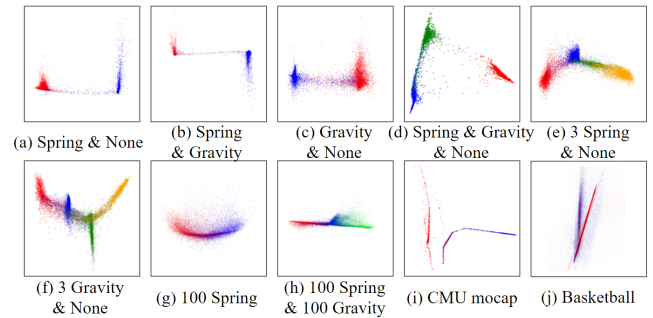 (a) Spring & None
(b) Spring
& Gravity
(c) Gravity
& None
(d) Spring & Gravity
& None
(e) 3 Spring
& None
(f) 3 Gravity
& None
(g) 100 Spring
(h) 100 Spring
& 100 Gravity
(i) CMU mocap
(j) Basketball